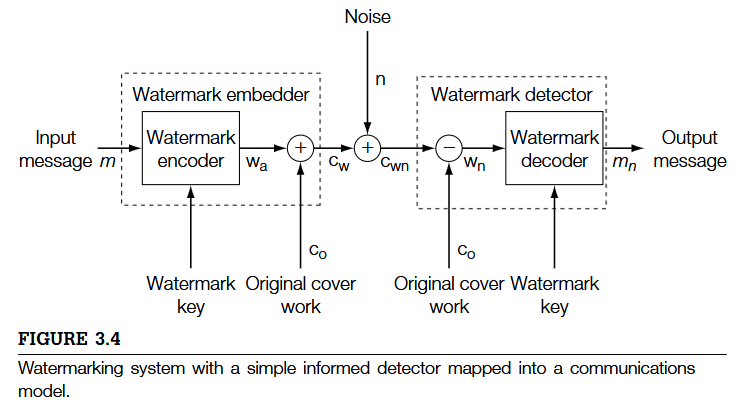 Noise
n
Watermark embedder
Watermark detector
Input
message m
Watermark
encoder
wa
+
cw
+
cwn
−
wn
Watermark
decoder
mn
Output
message
co
co
Watermark
key
Original cover
work
Original cover
work
Watermark
key
FIGURE 3.4
Watermarking system with a simple informed detector mapped into a communications
model.